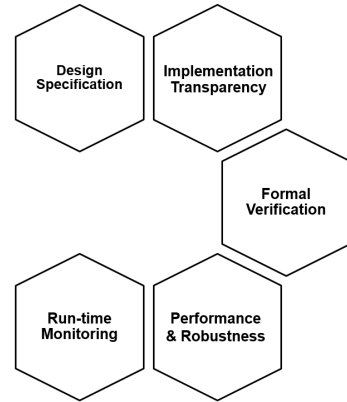 Design
Specification
Implementation
Transparency
Formal
Verification
Run-time
Monitoring
Performance
& Robustness